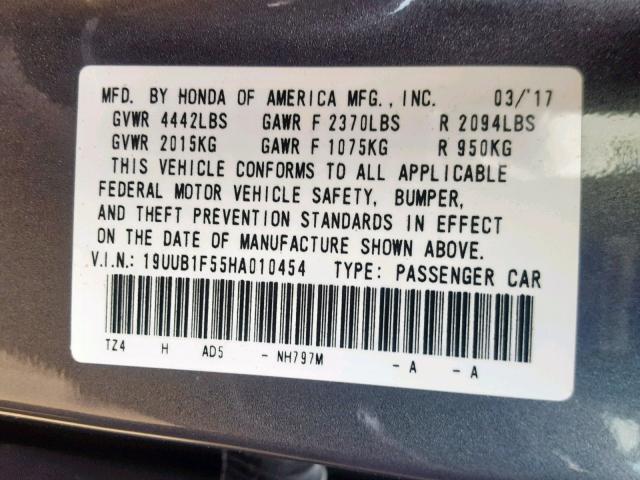 MFD. BY HONDA OF AMERICA MFG., INC. 03/'17
GVWR 4442LBS GAWR F 2370LBS R 2094LBS
GVWR 2015KG GAWR F 1075KG R 950KG
THIS VEHICLE CONFORMS TO ALL APPLICABLE
FEDERAL MOTOR VEHICLE SAFETY, BUMPER,
AND THEFT PREVENTION STANDARDS IN EFFECT
ON THE DATE OF MANUFACTURE SHOWN ABOVE.
V.I.N.: 19UUB1F55HA010454 TYPE: PASSENGER CAR
TZ4 H AD5 - NH797M - A - A